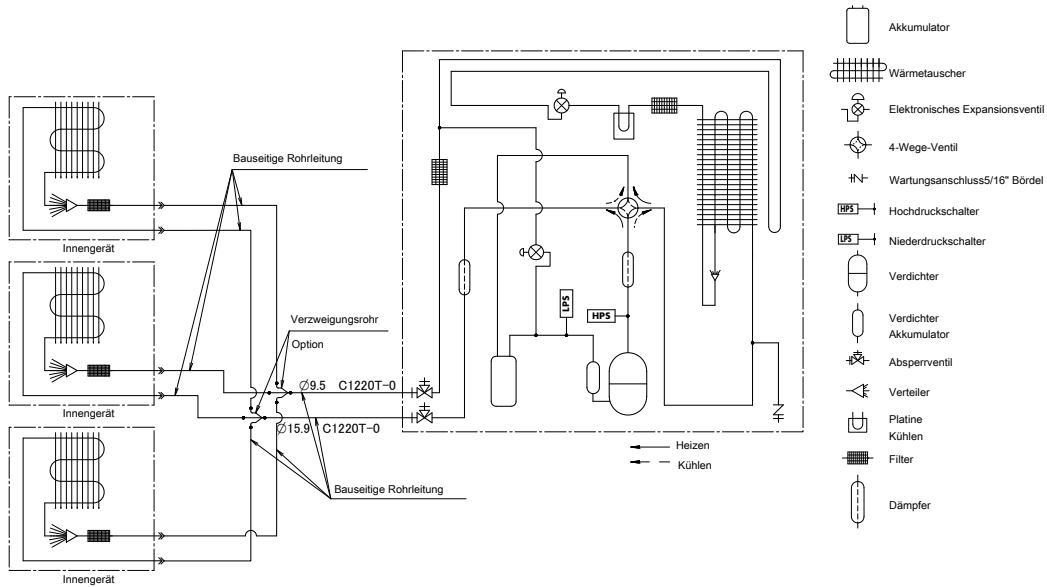 Bauseitige Rohrleitung
Innengerät
Innengerät
Innengerät
Verzweigungsrohr
Option
∅9.5 C1220T-0
∅15.9 C1220T-0
Bauseitige Rohrleitung
LPS
HPS
Heizen
Kühlen
Akkumulator
Wärmetauscher
Elektronisches Expansionsventil
4-Wege-Ventil
Wartungsanschluss5/16" Bördel
HPS Hochdruckschalter
LPS Niederdruckschalter
Verdichter
Verdichter
Akkumulator
Absperrventil
Verteiler
Platine
Kühlen
Filter
Dämpfer